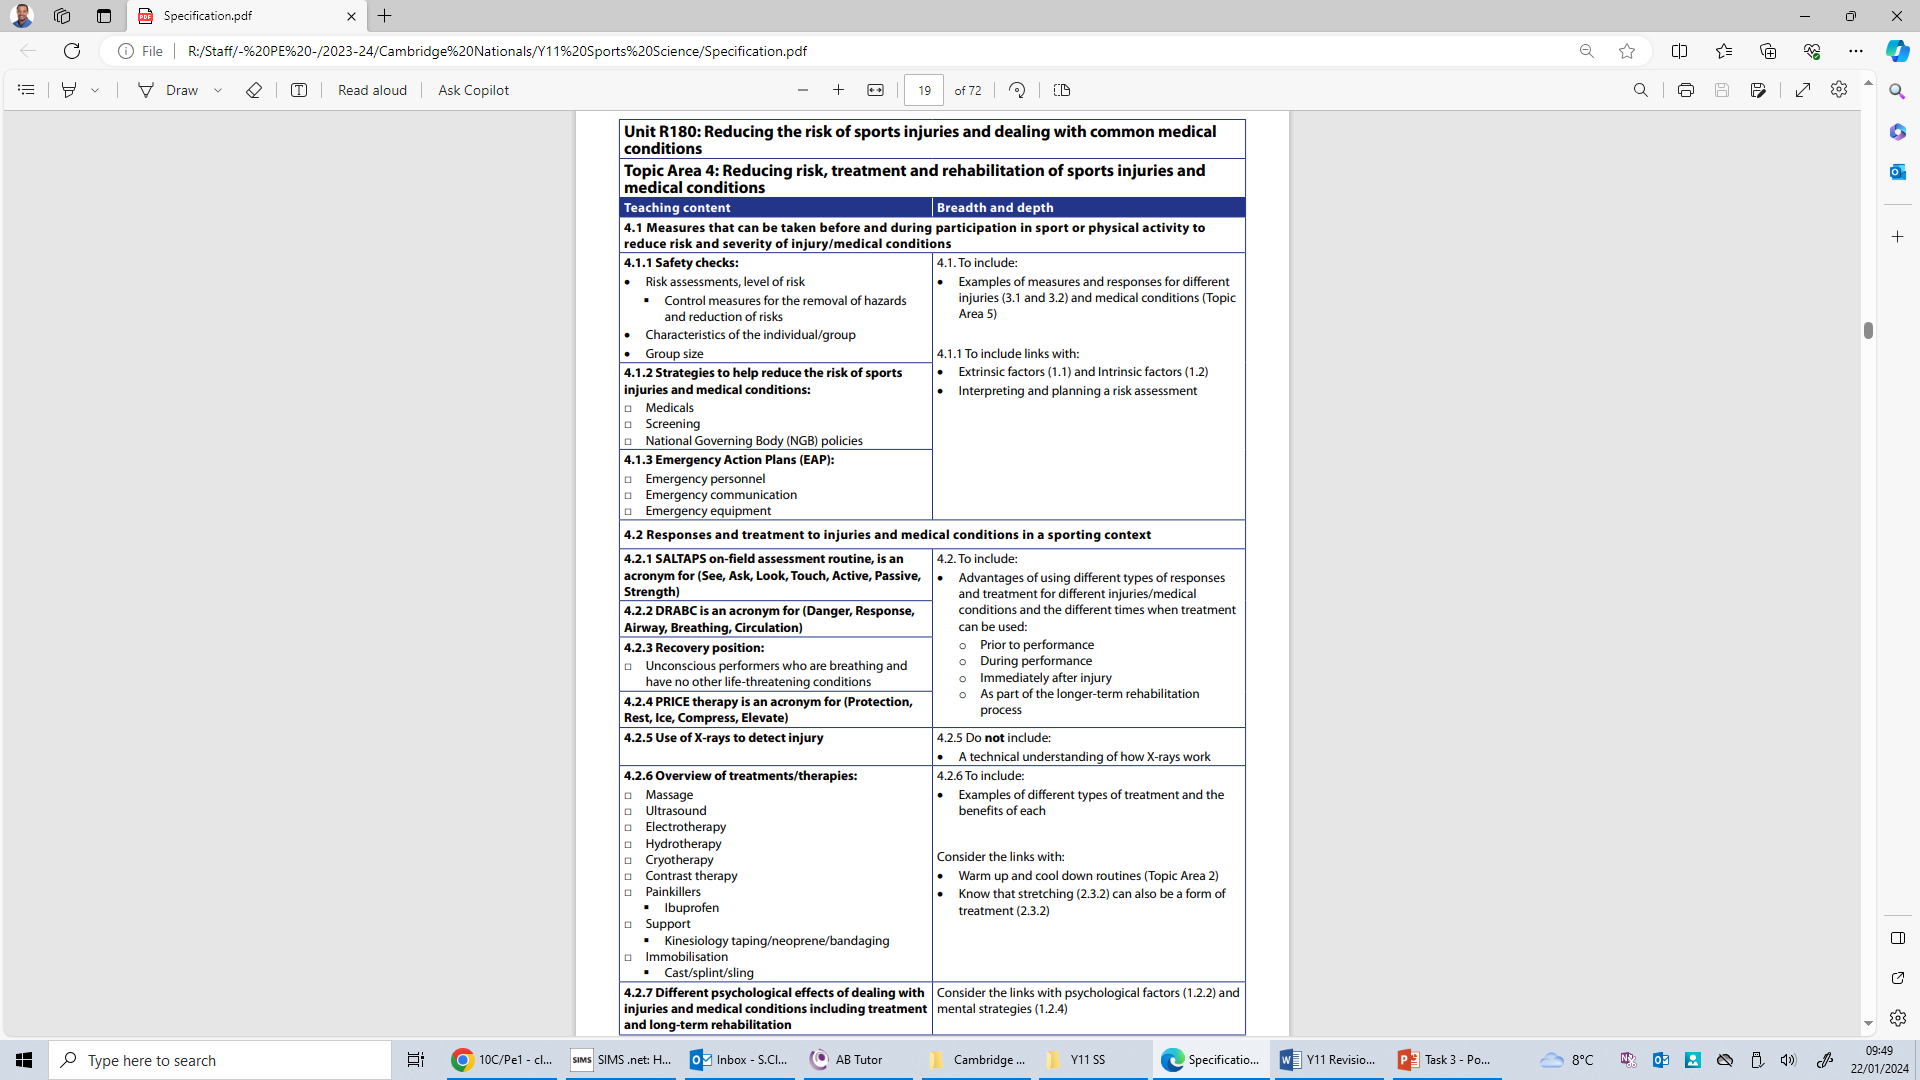 Specification.pdf
File
R:/Staff/-%20PE%20-/2023-24/Cambridge%20Nationals/Y11%20Sports%20Science/Specification.pdf
Draw
Read aloud
Ask Copilot
19
of 72
Unit R180: Reducing the risk of sports injuries and dealing with common medical
conditions
Topic Area 4: Reducing risk, treatment and rehabilitation of sports injuries and
medical conditions
Teaching content
Breadth and depth
4.1 Measures that can be taken before and during participation in sport or physical activity to
reduce risk and severity of injury/medical conditions
4.1.1 Safety checks:
• Risk assessments, level of risk
▪ Control measures for the removal of hazards
and reduction of risks
• Characteristics of the individual/group
• Group size
4.1.2 Strategies to help reduce the risk of sports
injuries and medical conditions:
□ Medicals
□ Screening
□ National Governing Body (NGB) policies
4.1.3 Emergency Action Plans (EAP):
□ Emergency personnel
□ Emergency communication
□ Emergency equipment
4.1. To include:
• Examples of measures and responses for different
injuries (3.1 and 3.2) and medical conditions (Topic
Area 5)
4.1.1 To include links with:
• Extrinsic factors (1.1) and Intrinsic factors (1.2)
• Interpreting and planning a risk assessment
4.2 Responses and treatment to injuries and medical conditions in a sporting context
4.2.1 SALTAPS on-field assessment routine, is an
acronym for (See, Ask, Look, Touch, Active, Passive,
Strength)
4.2.2 DRABC is an acronym for (Danger, Response,
Airway, Breathing, Circulation)
4.2.3 Recovery position:
□ Unconscious performers who are breathing and
have no other life-threatening conditions
4.2.4 PRICE therapy is an acronym for (Protection,
Rest, Ice, Compress, Elevate)
4.2. To include:
• Advantages of using different types of responses
and treatment for different injuries/medical
conditions and the different times when treatment
can be used:
o Prior to performance
o During performance
o Immediately after injury
o As part of the longer-term rehabilitation
process
4.2.5 Use of X-rays to detect injury
4.2.5 Do not include:
• A technical understanding of how X-rays work
4.2.6 Overview of treatments/therapies:
□ Massage
□ Ultrasound
□ Electrotherapy
□ Hydrotherapy
□ Cryotherapy
□ Contrast therapy
□ Painkillers
▪ Ibuprofen
□ Support
▪ Kinesiology taping/neoprene/bandaging
□ Immobilisation
▪ Cast/splint/sling
4.2.6 To include:
• Examples of different types of treatment and the
benefits of each
Consider the links with:
• Warm up and cool down routines (Topic Area 2)
• Know that stretching (2.3.2) can also be a form of
treatment (2.3.2)
4.2.7 Different psychological effects of dealing with
injuries and medical conditions including treatment
and long-term rehabilitation
Consider the links with psychological factors (1.2.2) and
mental strategies (1.2.4)
Type here to search
10C/Pe1 - cl...
SIMS
SIMS .net: H...
Inbox - S.Cl...
AB Tutor
Cambridge ...
Y11 SS
Specificatio...
Y11 Revisio...
Task 3 - Po...
8°C
09:49
22/01/2024